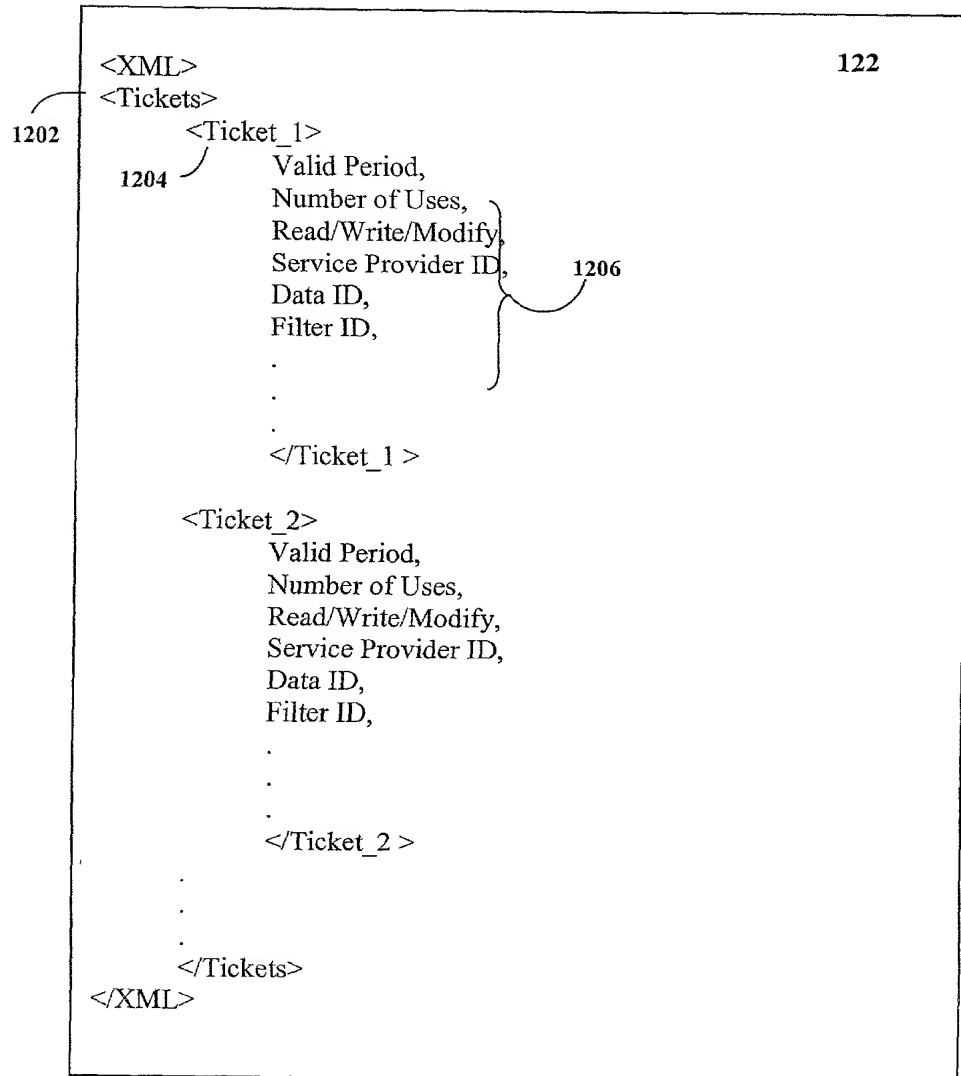 <XML> 122
<Tickets>
1202
<Ticket_1>
1204
Valid Period,
Number of Uses,
Read/Write/Modify,
Service Provider ID, 1206
Data ID,
Filter ID,
.
.
.
</Ticket_1 >
<Ticket_2>
Valid Period,
Number of Uses,
Read/Write/Modify,
Service Provider ID,
Data ID,
Filter ID,
.
.
.
</Ticket_2 >
.
.
.
</Tickets>
</XML>